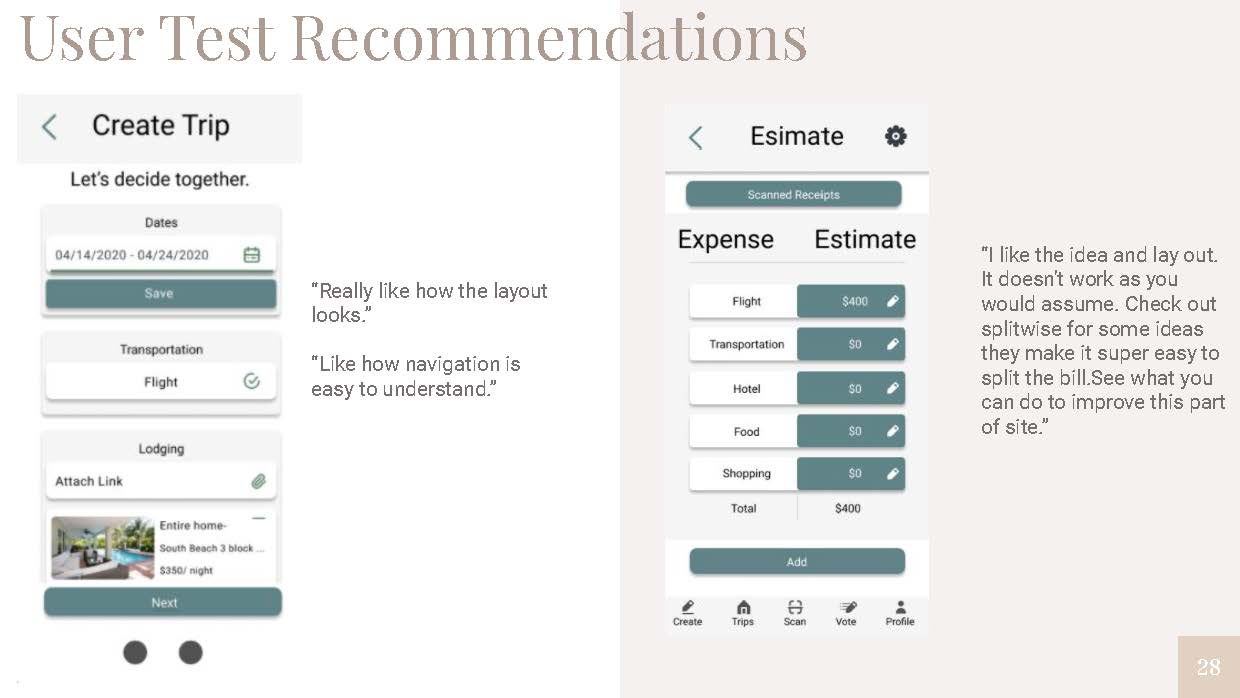 User Test Recommendations
Create Trip
Let's decide together.
Dates
04/14/2020 - 04/24/2020
Save
Transportation
Flight
Lodging
Attach Link
Entire home-
South Beach 3 block ...
$350/ night
Next
“Really like how the layout
looks.”
“Like how navigation is
easy to understand.”
Esimate
Scanned Receipts
Expense Estimate
Flight $400
Transportation $0
Hotel $0
Food $0
Shopping $0
Total $400
Add
Create Trips Scan Vote Profile
“I like the idea and lay out.
It doesn't work as you
would assume. Check out
splitwise for some ideas
they make it super easy to
split the bill.See what you
can do to improve this part
of site.”
28